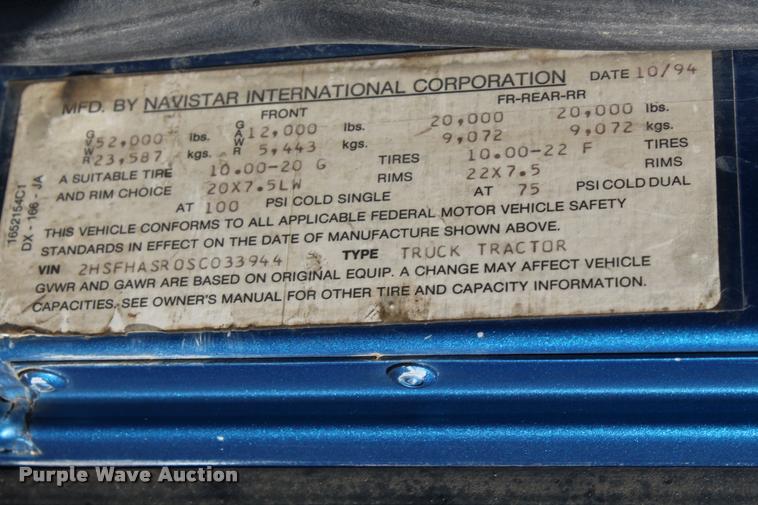 MFD. BY NAVISTAR INTERNATIONAL CORPORATION DATE 10/94
FRONT FR-REAR-RR
GVWR 52,000 lbs. GAWR 12,000 lbs. 20,000 20,000 lbs.
23,587 kgs. 5,443 kgs. 9,072 9,072 kgs.
A SUITABLE TIRE 10.00-20 G TIRES 10.00-22 F TIRES
AND RIM CHOICE 20X7.5LW RIMS 22X7.5 RIMS
AT 100 PSI COLD SINGLE AT 75 PSI COLD DUAL
THIS VEHICLE CONFORMS TO ALL APPLICABLE FEDERAL MOTOR VEHICLE SAFETY
STANDARDS IN EFFECT ON THE DATE OF MANUFACTURE SHOWN ABOVE.
VIN 2HSFHASR0SC033944 TYPE TRUCK TRACTOR
GVWR AND GAWR ARE BASED ON ORIGINAL EQUIP. A CHANGE MAY AFFECT VEHICLE
CAPACITIES. SEE OWNER'S MANUAL FOR OTHER TIRE AND CAPACITY INFORMATION.
1652154C1
DX - 166 - JA
Purple Wave Auction